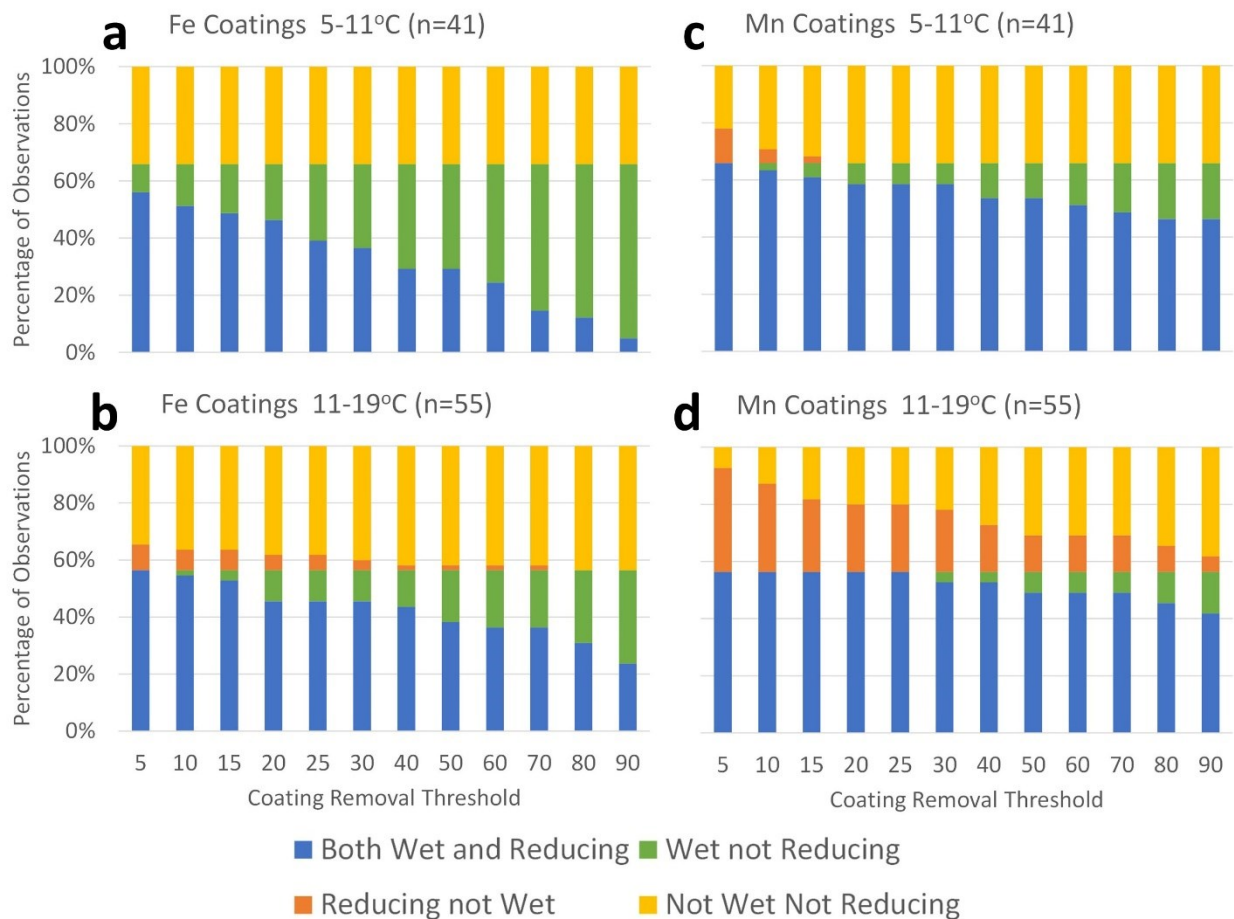 a Fe Coatings 5-11°C (n=41)
Percentage of Observations
100%
80%
60%
40%
20%
0%
c Mn Coatings 5-11°C (n=41)
b Fe Coatings 11-19°C (n=55)
Percentage of Observations
100%
80%
60%
40%
20%
0%
5 10 15 20 25 30 40 50 60 70 80 90
Coating Removal Threshold
d Mn Coatings 11-19°C (n=55)
5 10 15 20 25 30 40 50 60 70 80 90
Coating Removal Threshold
Both Wet and Reducing Wet not Reducing
Reducing not Wet Not Wet Not Reducing